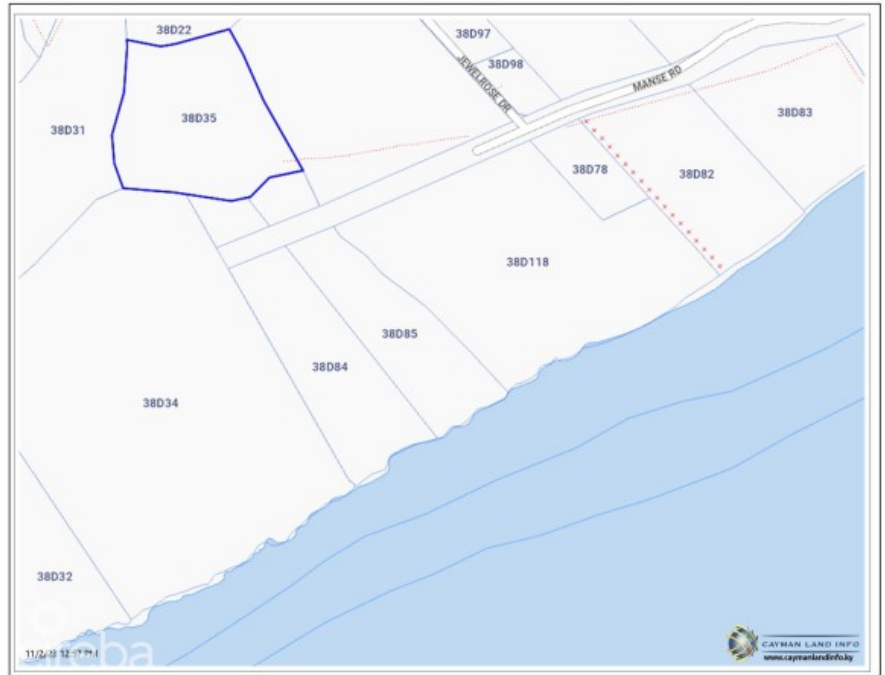 38D22
38D97
38D98
JEWELROSE DR
MANSE RD
38D83
38D35
38D31
38D78
38D82
38D118
38D85
38D84
38D34
38D32
CAYMAN LAND INFO
www.caymanlandinfo.ky